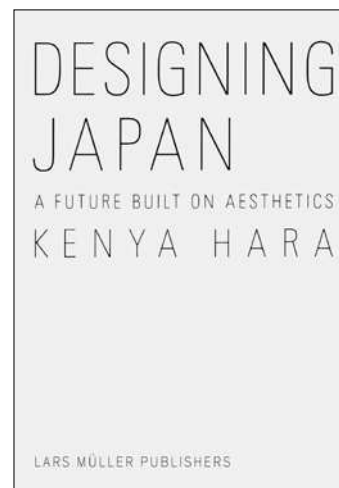 DESIGNING
JAPAN
A FUTURE BUILT ON AESTHETICS
KENYA HARA
LARS MÜLLER PUBLISHERS